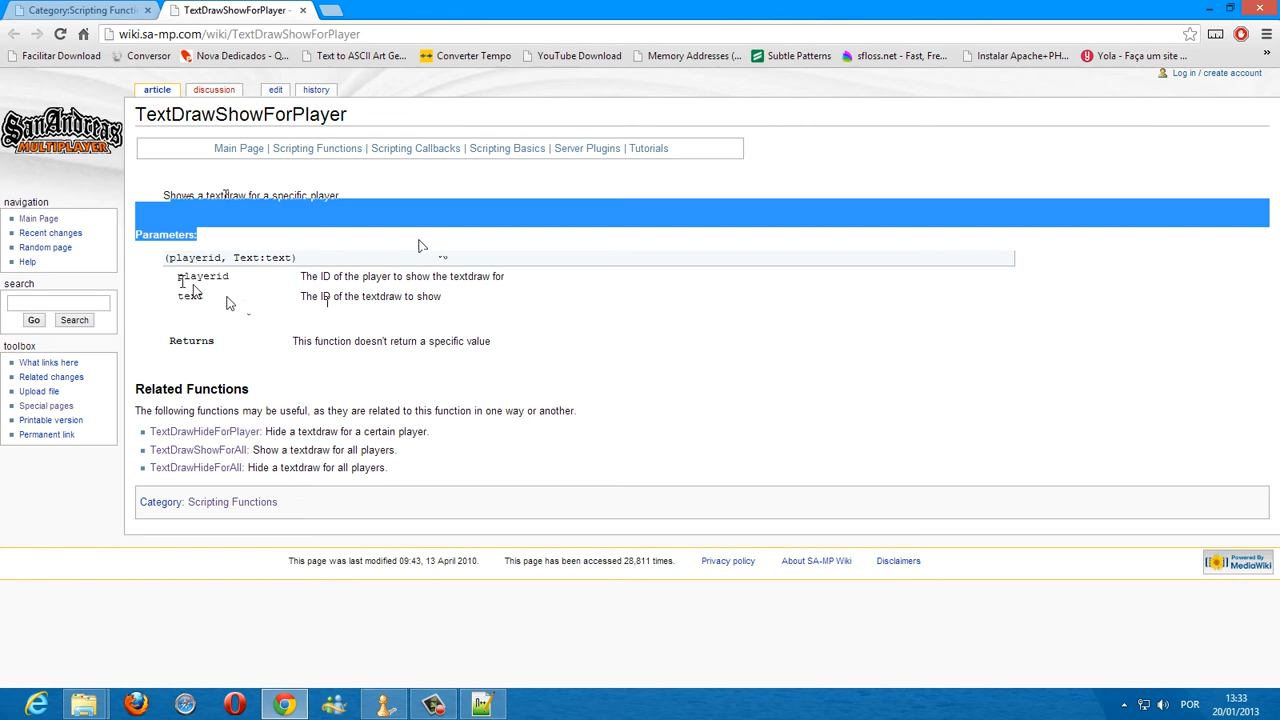 Category:Scripting Functi
TextDrawShowForPlayer -
wiki.sa-mp.com/wiki/TextDrawShowForPlayer
Facilitar Download
Conversor
Nova Dedicados - Q...
Text to ASCII Art Ge...
Converter Tempo
YouTube Download
Memory Addresses (...
Subtle Patterns
sfloss.net - Free, Cre...
Instalar Apache+PH...
Yola - Faça um site ...
»
Log in / create account
article
discussion
edit
history
San Andreas
MULTIPLAYER
TextDrawShowForPlayer
Main Page | Scripting Functions | Scripting Callbacks | Scripting Basics | Server Plugins | Tutorials
Shows a textdraw for a specific player
Parameters:
(playerid, Text:text)
playerid The ID of the player to show the textdraw for
text The ID of the textdraw to show
Returns This function doesn't return a specific value
Related Functions
The following functions may be useful, as they are related to this function in one way or another.
TextDrawHideForPlayer: Hide a textdraw for a certain player.
TextDrawShowForAll: Show a textdraw for all players.
TextDrawHideForAll: Hide a textdraw for all players.
Category: Scripting Functions
navigation
Main Page
Recent changes
Random page
Help
search
Go
Search
toolbox
What links here
Related changes
Upload file
Special pages
Printable version
Permanent link
This page was last modified 09:43, 13 April 2010.
This page has been accessed 28,811 times.
Privacy policy
About SA-MP Wiki
Disclaimers
Powered By
MediaWiki
POR
13:33
20/01/2013